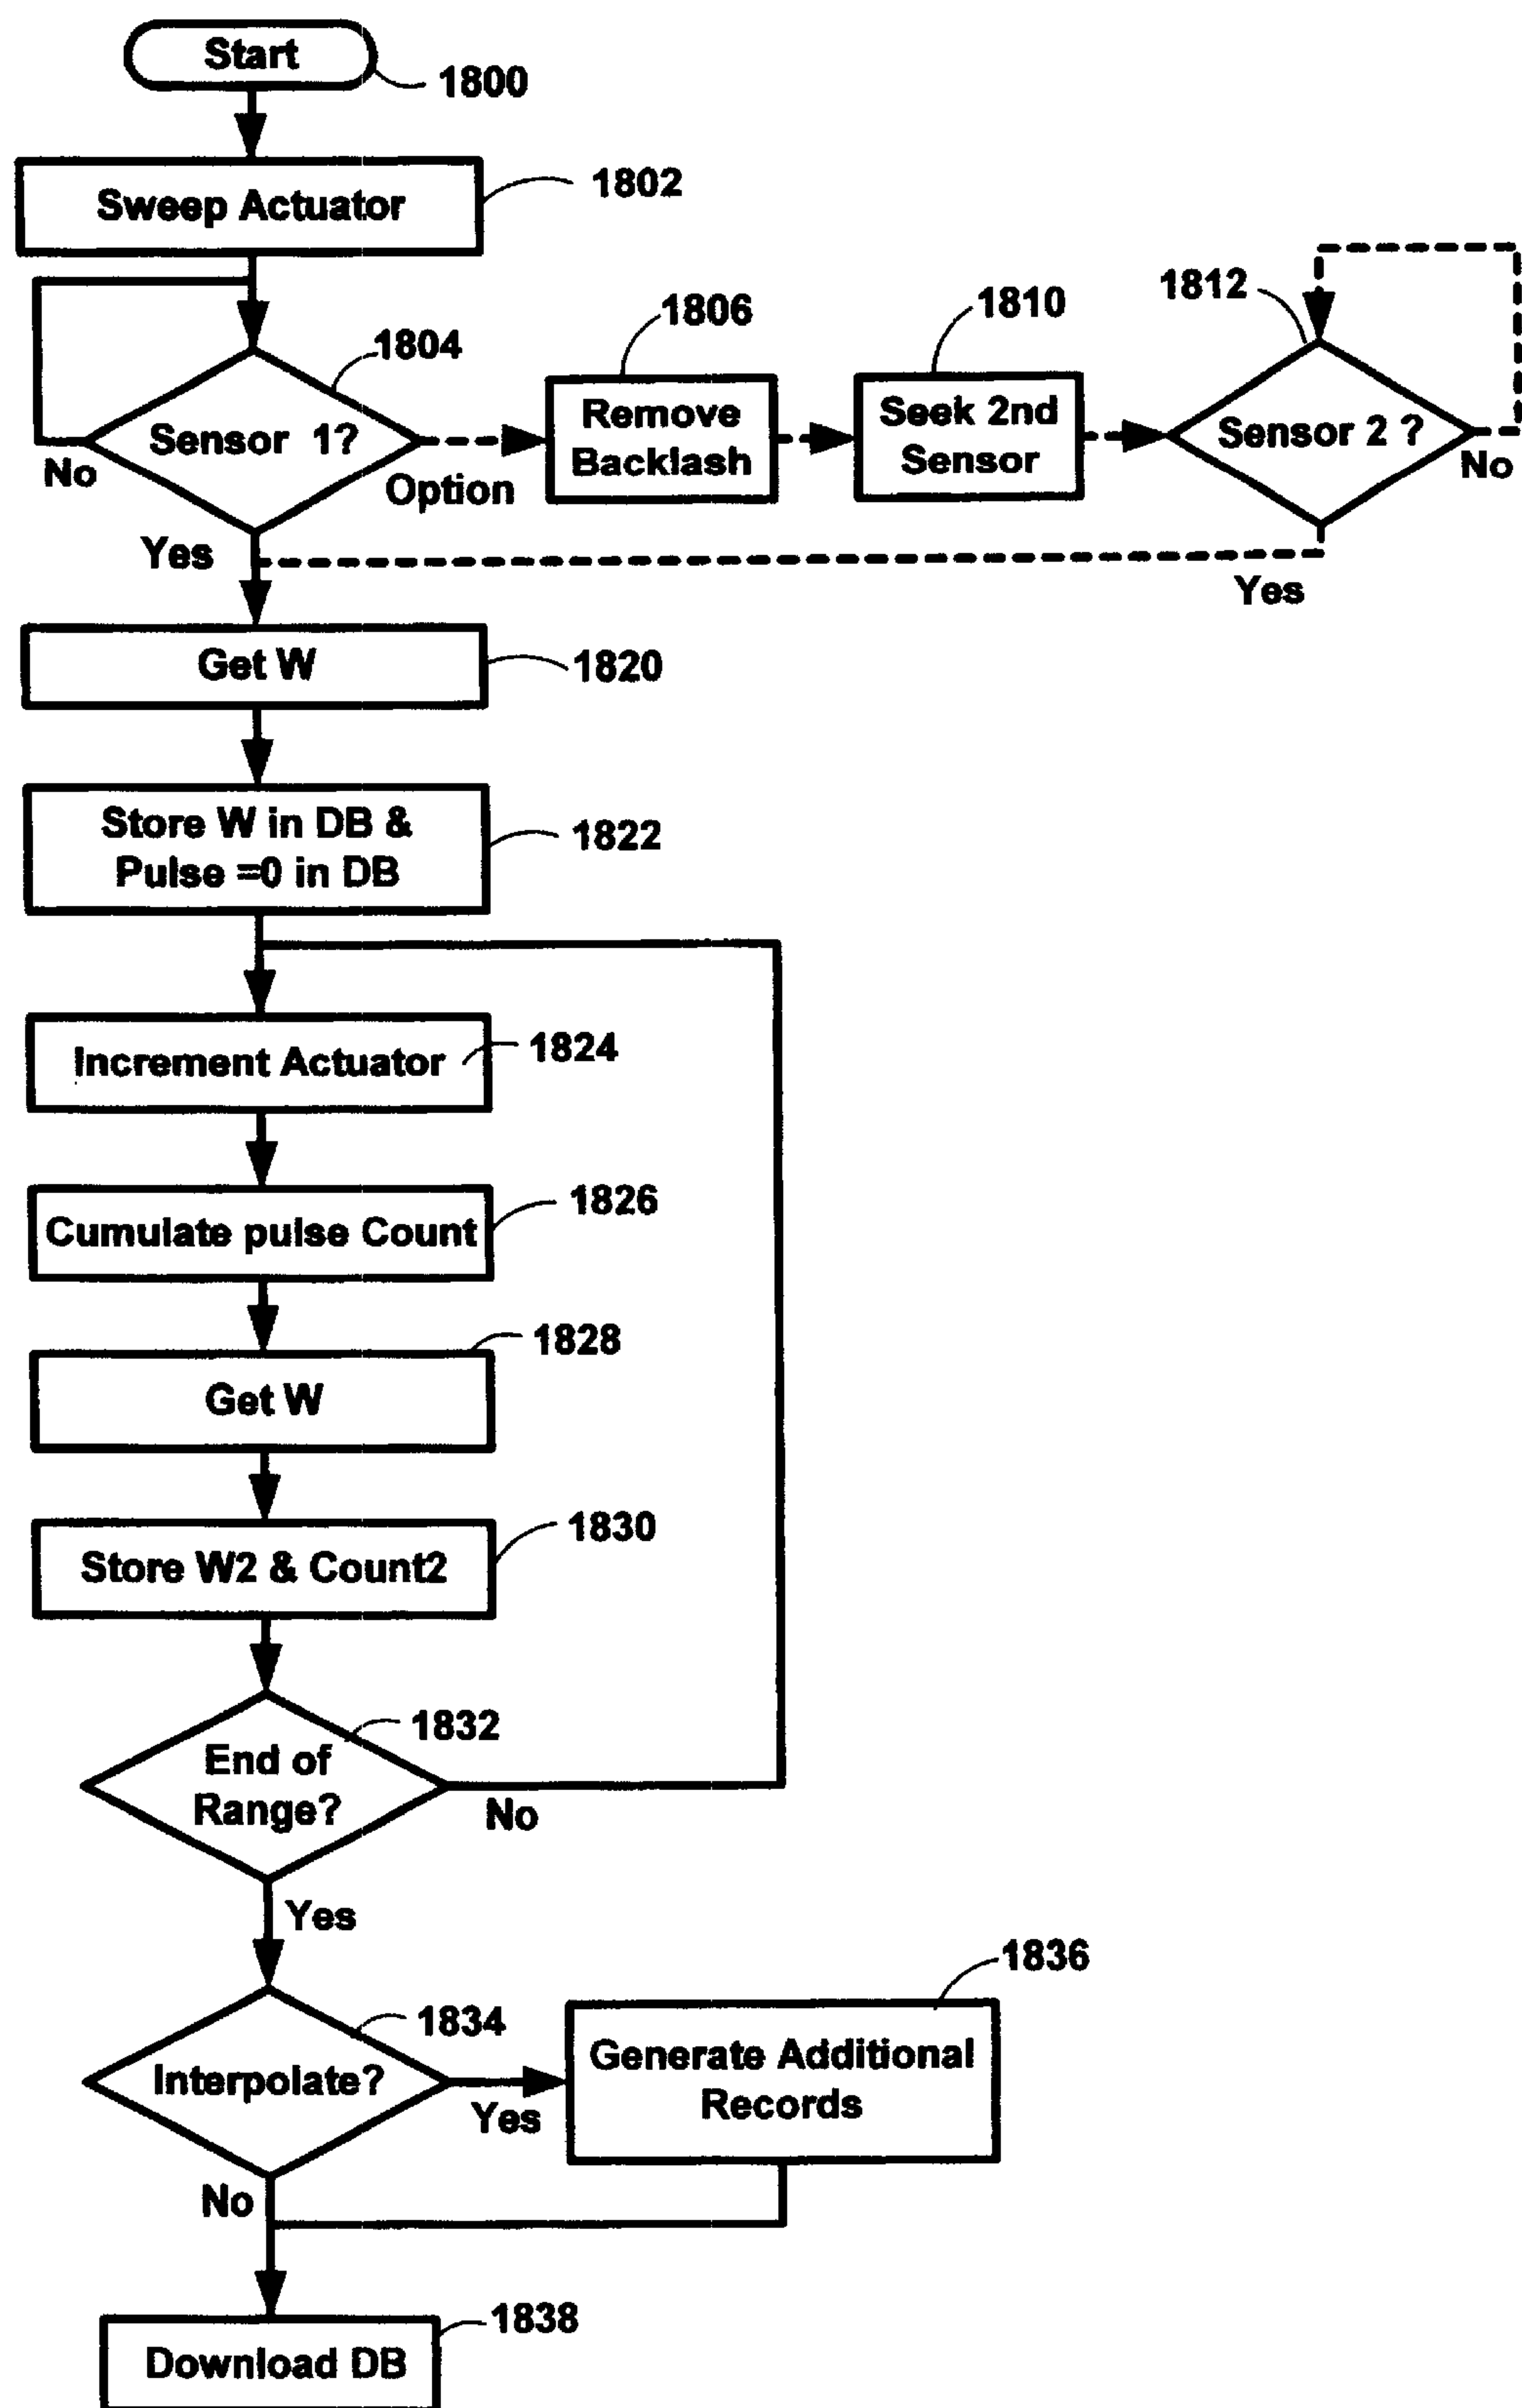 Start
1800
Sweep Actuator
1802
1804
Sensor 1?
No
Option
Yes
1806
Remove
Backlash
1810
Seek 2nd
Sensor
1812
Sensor 2 ?
No
Yes
Get W
1820
Store W in DB &
Pulse =0 in DB
1822
Increment Actuator
1824
Cumulate pulse Count
1826
1828
Get W
Store W2 & Count2
1830
1832
End of
Range?
No
Yes
1834
Interpolate?
Yes
No
1836
Generate Additional
Records
1838
Download DB